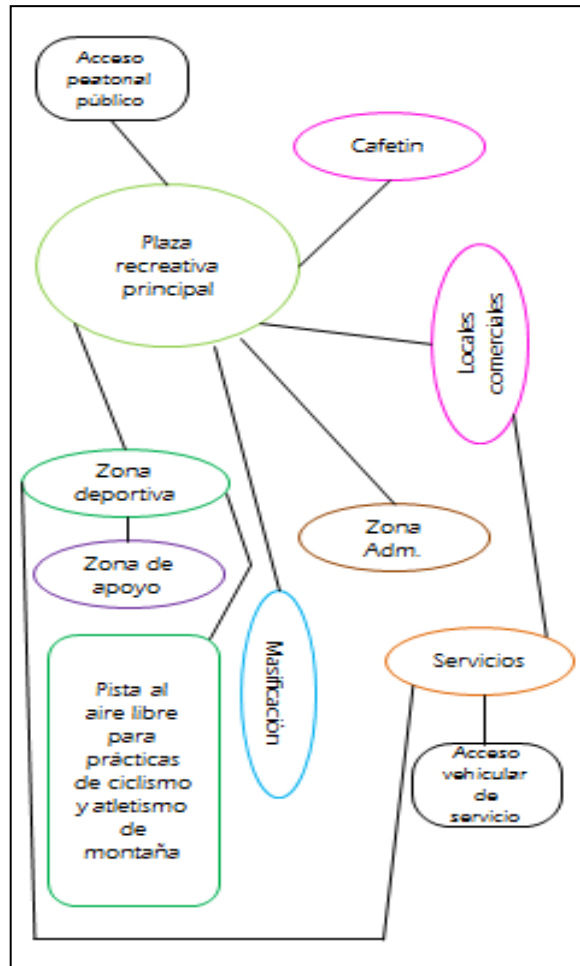 Acceso
peatonal
público
Cafetin
Plaza
recreativa
principal
Locales
comerciales
Zona
deportiva
Zona
Adm.
Zona de
apoyo
Masificación
Servicios
Pista al
aire libre
para
prácticas
de ciclismo
y atletismo
de
montaña
Acceso
vehicular
de
servicio